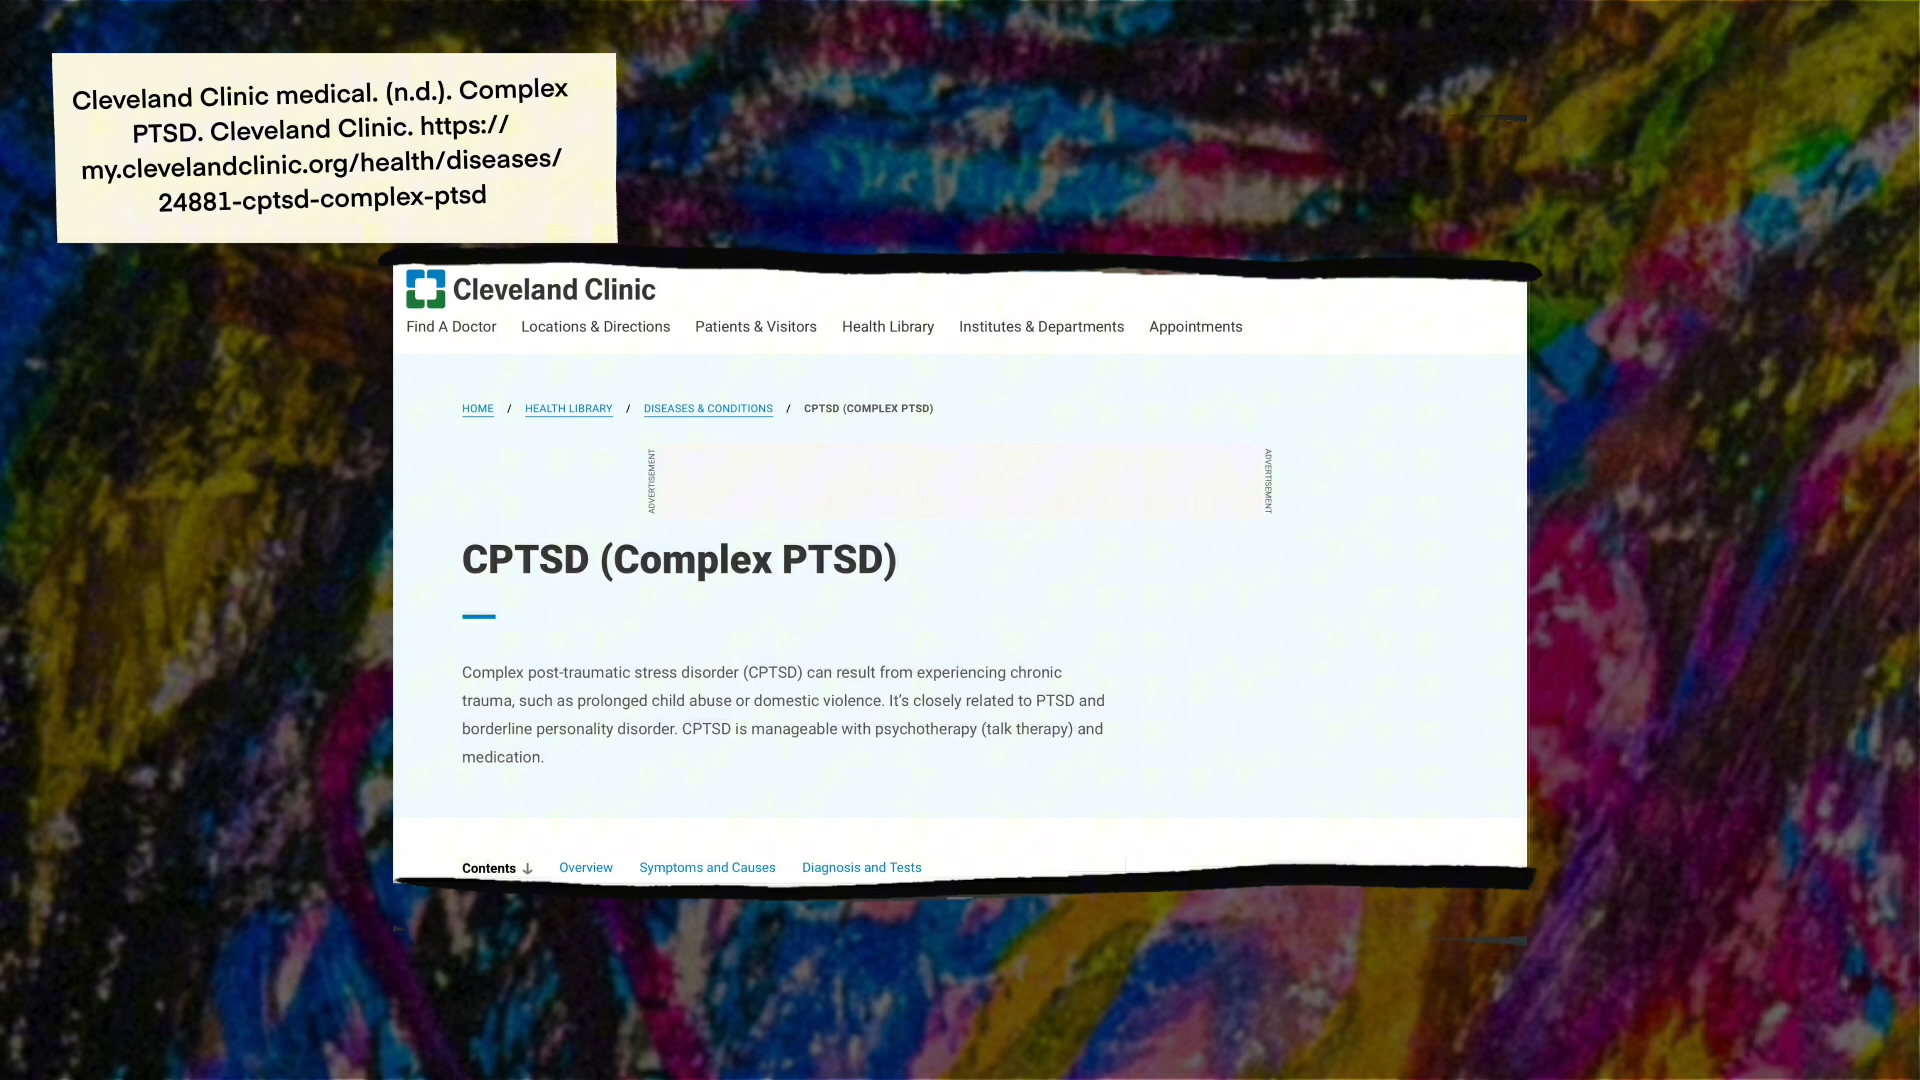 Cleveland Clinic medical. (n.d.). Complex
PTSD. Cleveland Clinic. https://
my.clevelandclinic.org/health/diseases/
24881-cptsd-complex-ptsd
Cleveland Clinic
Find A Doctor Locations & Directions Patients & Visitors Health Library Institutes & Departments Appointments
HOME / HEALTH LIBRARY / DISEASES & CONDITIONS / CPTSD (COMPLEX PTSD)
ADVERTISEMENT
ADVERTISEMENT
CPTSD (Complex PTSD)
Complex post-traumatic stress disorder (CPTSD) can result from experiencing chronic
trauma, such as prolonged child abuse or domestic violence. It’s closely related to PTSD and
borderline personality disorder. CPTSD is manageable with psychotherapy (talk therapy) and
medication.
Contents ↓ Overview Symptoms and Causes Diagnosis and Tests